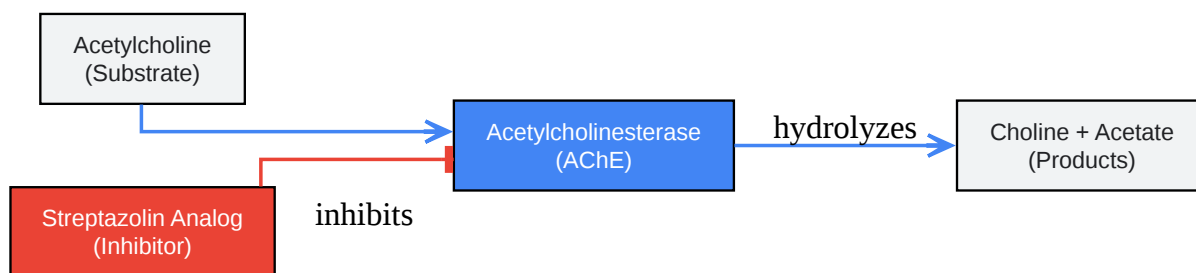 Acetylcholine
(Substrate)
Acetylcholinesterase
(AChE)
hydrolyzes
Choline + Acetate
(Products)
Streptazolin Analog
(Inhibitor)
inhibits